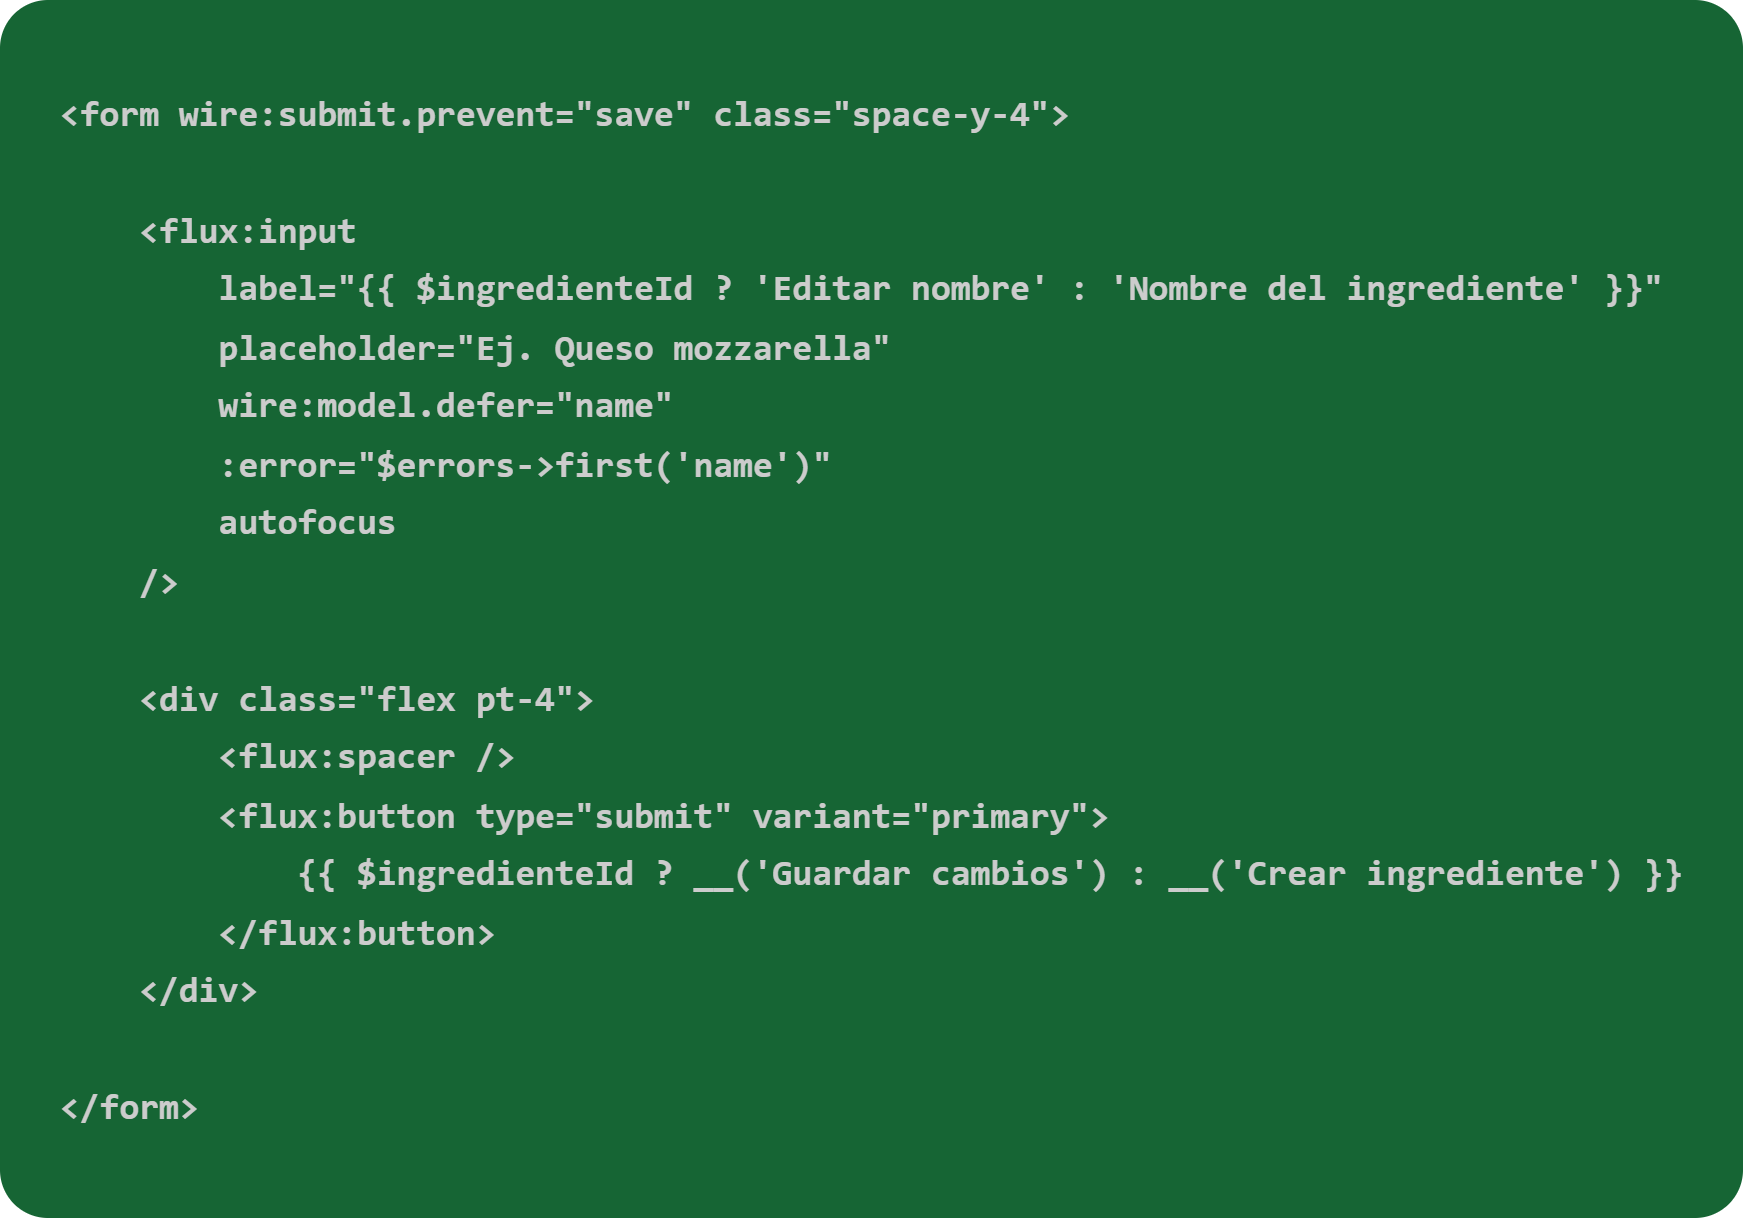 <form wire:submit.prevent="save" class="space-y-4">
<flux:input
label="{{ $ingredienteId ? 'Editar nombre' : 'Nombre del ingrediente' }}"
placeholder="Ej. Queso mozzarella"
wire:model.defer="name"
:error="$errors->first('name')"
autofocus
/>
<div class="flex pt-4">
<flux:spacer />
<flux:button type="submit" variant="primary">
{{ $ingredienteId ? __('Guardar cambios') : __('Crear ingrediente') }}
</flux:button>
</div>
</form>